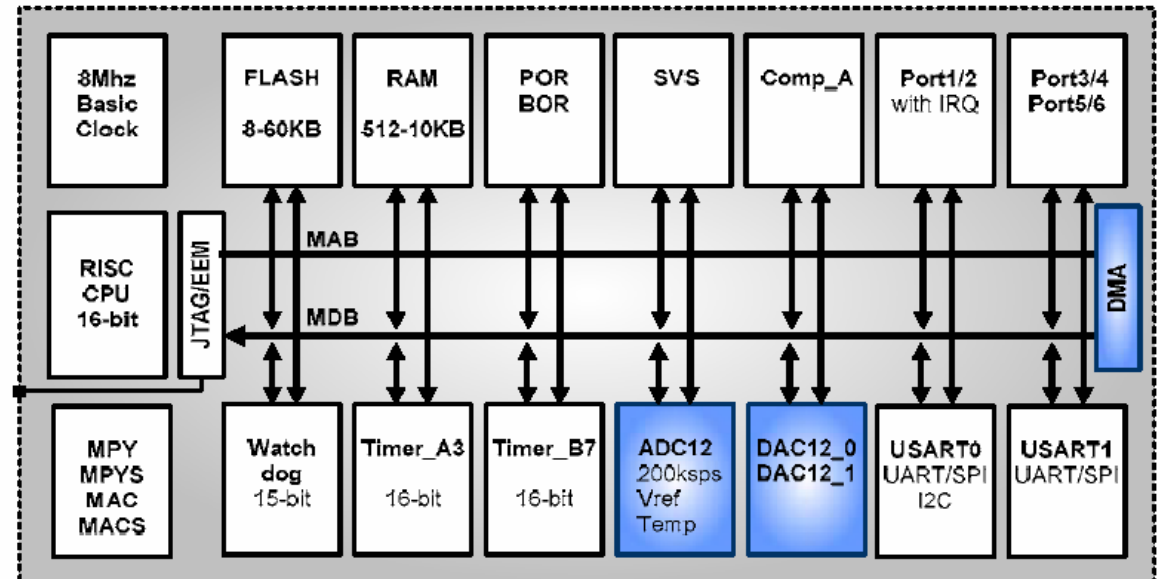 8Mhz
Basic
Clock
FLASH
8-60KB
RAM
512-10KB
POR
BOR
SVS
Comp_A
Port1/2
with IRQ
Port3/4
Port5/6
RISC
CPU
16-bit
JTAG/EEM
MAB
MDB
DMA
MPY
MPYS
MAC
MACS
Watch
dog
15-bit
Timer_A3
16-bit
Timer_B7
16-bit
ADC12
200ksps
Vref
Temp
DAC12_0
DAC12_1
USART0
UART/SPI
I2C
USART1
UART/SPI